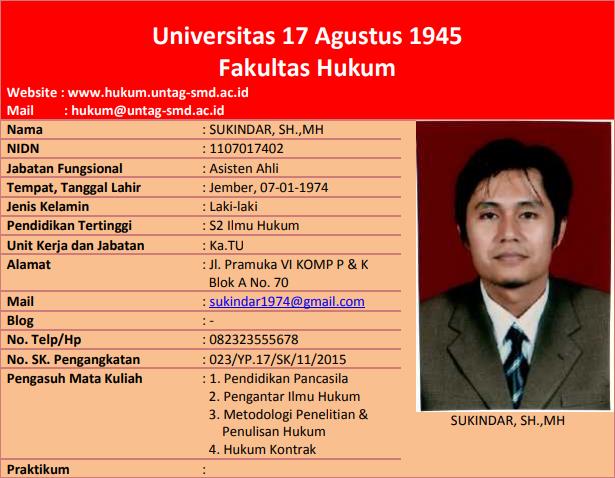 Universitas 17 Agustus 1945
Fakultas Hukum
Website : www.hukum.untag-smd.ac.id
Mail : hukum@untag-smd.ac.id
Nama : SUKINDAR, SH.,MH
NIDN : 1107017402
Jabatan Fungsional : Asisten Ahli
Tempat, Tanggal Lahir : Jember, 07-01-1974
Jenis Kelamin : Laki-laki
Pendidikan Tertinggi : S2 Ilmu Hukum
Unit Kerja dan Jabatan : Ka.TU
Alamat : Jl. Pramuka VI KOMP P & K
Blok A No. 70
Mail : sukindar1974@gmail.com
Blog : -
No. Telp/Hp : 082323555678
No. SK. Pengangkatan : 023/YP.17/SK/11/2015
Pengasuh Mata Kuliah : 1. Pendidikan Pancasila
2. Pengantar Ilmu Hukum
3. Metodologi Penelitian &
Penulisan Hukum
4. Hukum Kontrak
Praktikum :
SUKINDAR, SH.,MH